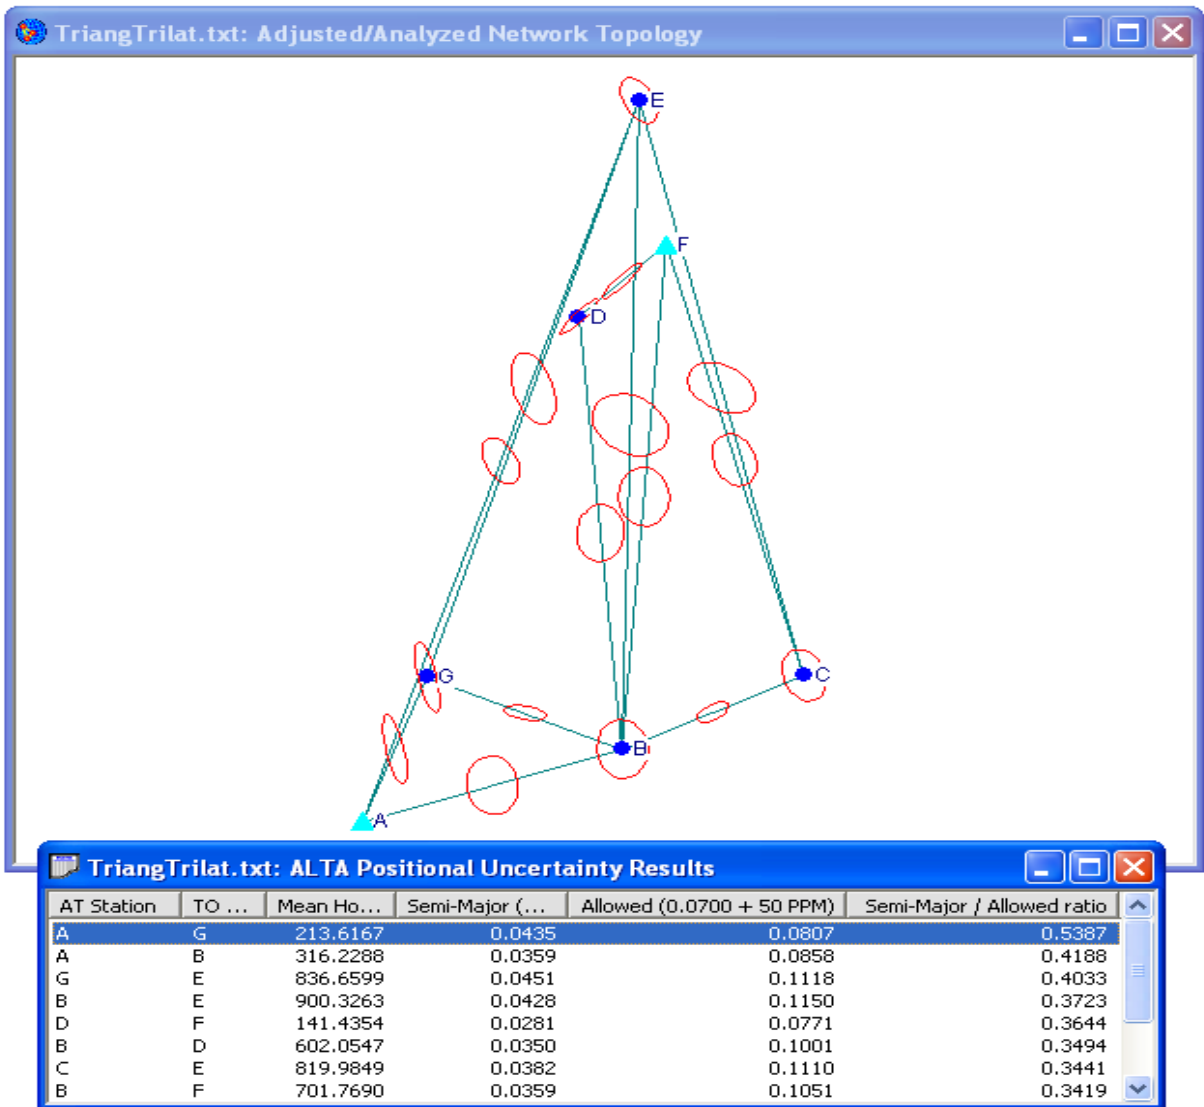 TriangTrilat.txt: Adjusted/Analyzed Network Topology
E
F
D
G
C
B
A
TriangTrilat.txt: ALTA Positional Uncertainty Results
AT Station TO ... Mean Ho... Semi-Major (... Allowed (0.0700 + 50 PPM) Semi-Major / Allowed ratio
A G 213.6167 0.0435 0.0807 0.5387
A B 316.2288 0.0359 0.0858 0.4188
G E 836.6599 0.0451 0.1118 0.4033
B E 900.3263 0.0428 0.1150 0.3723
D F 141.4354 0.0281 0.0771 0.3644
B D 602.0547 0.0350 0.1001 0.3494
C E 819.9849 0.0382 0.1110 0.3441
B F 701.7690 0.0359 0.1051 0.3419